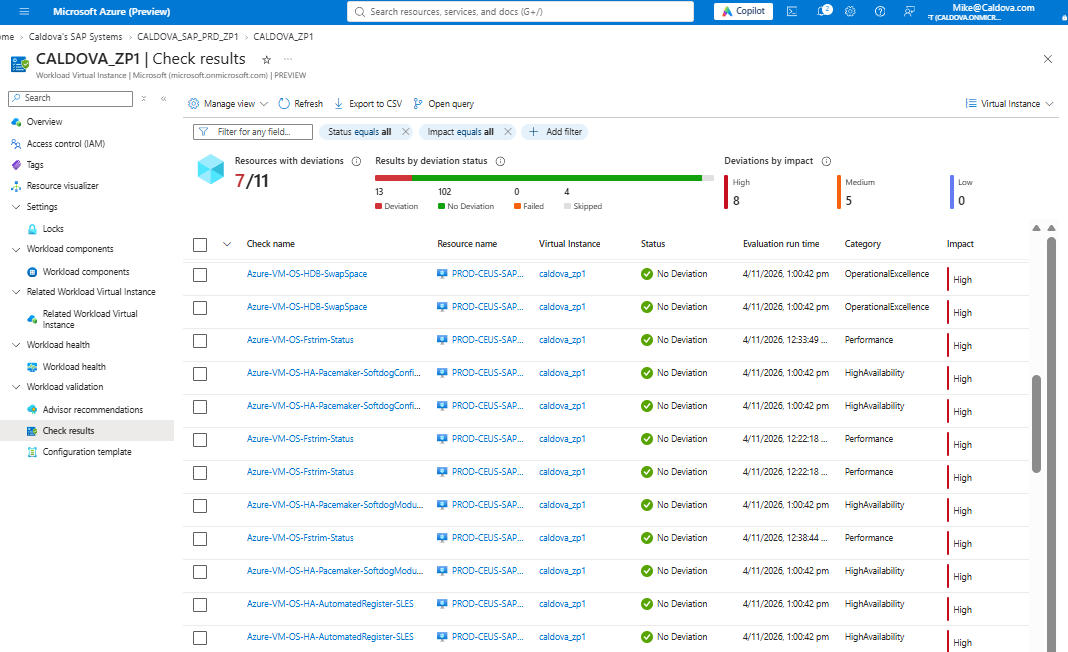 Microsoft Azure (Preview)
Search resources, services, and docs (G+/)
Copilot
2
Mike@Caldova.com
FT (CALDOVA.ONMICR...
me > Caldova's SAP Systems > CALDOVA_SAP_PRD_ZP1 > CALDOVA_ZP1
CALDOVA_ZP1 | Check results
Workload Virtual Instance | Microsoft (microsoft.onmicrosoft.com) | PREVIEW
Search
Overview
Access control (IAM)
Tags
Resource visualizer
Settings
Locks
Workload components
Workload components
Related Workload Virtual Instance
Related Workload Virtual
Instance
Workload health
Workload health
Workload validation
Advisor recommendations
Check results
Configuration template
Manage view Refresh Export to CSV Open query Virtual Instance
Filter for any field... Status equals all Impact equals all Add filter
Resources with deviations
7/11
Results by deviation status
13 102 0 4
Deviation No Deviation Failed Skipped
Deviations by impact
High Medium Low
8 5 0
Check name Resource name Virtual Instance Status Evaluation run time Category Impact
Azure-VM-OS-HDB-SwapSpace PROD-CEUS-SAP... caldova_zp1 No Deviation 4/11/2026, 1:00:42 pm OperationalExcellence High
Azure-VM-OS-HDB-SwapSpace PROD-CEUS-SAP... caldova_zp1 No Deviation 4/11/2026, 1:00:42 pm OperationalExcellence High
Azure-VM-OS-Fstrim-Status PROD-CEUS-SAP... caldova_zp1 No Deviation 4/11/2026, 12:33:49 ... Performance High
Azure-VM-OS-HA-Pacemaker-SoftdogConfi... PROD-CEUS-SAP... caldova_zp1 No Deviation 4/11/2026, 1:00:42 pm HighAvailability High
Azure-VM-OS-HA-Pacemaker-SoftdogConfi... PROD-CEUS-SAP... caldova_zp1 No Deviation 4/11/2026, 1:00:42 pm HighAvailability High
Azure-VM-OS-Fstrim-Status PROD-CEUS-SAP... caldova_zp1 No Deviation 4/11/2026, 12:22:18 ... Performance High
Azure-VM-OS-Fstrim-Status PROD-CEUS-SAP... caldova_zp1 No Deviation 4/11/2026, 12:22:18 ... Performance High
Azure-VM-OS-HA-Pacemaker-SoftdogModu... PROD-CEUS-SAP... caldova_zp1 No Deviation 4/11/2026, 1:00:42 pm HighAvailability High
Azure-VM-OS-Fstrim-Status PROD-CEUS-SAP... caldova_zp1 No Deviation 4/11/2026, 12:38:44 ... Performance High
Azure-VM-OS-HA-Pacemaker-SoftdogModu... PROD-CEUS-SAP... caldova_zp1 No Deviation 4/11/2026, 1:00:42 pm HighAvailability High
Azure-VM-OS-HA-AutomatedRegister-SLES PROD-CEUS-SAP... caldova_zp1 No Deviation 4/11/2026, 1:00:42 pm HighAvailability High
Azure-VM-OS-HA-AutomatedRegister-SLES PROD-CEUS-SAP... caldova_zp1 No Deviation 4/11/2026, 1:00:42 pm HighAvailability High